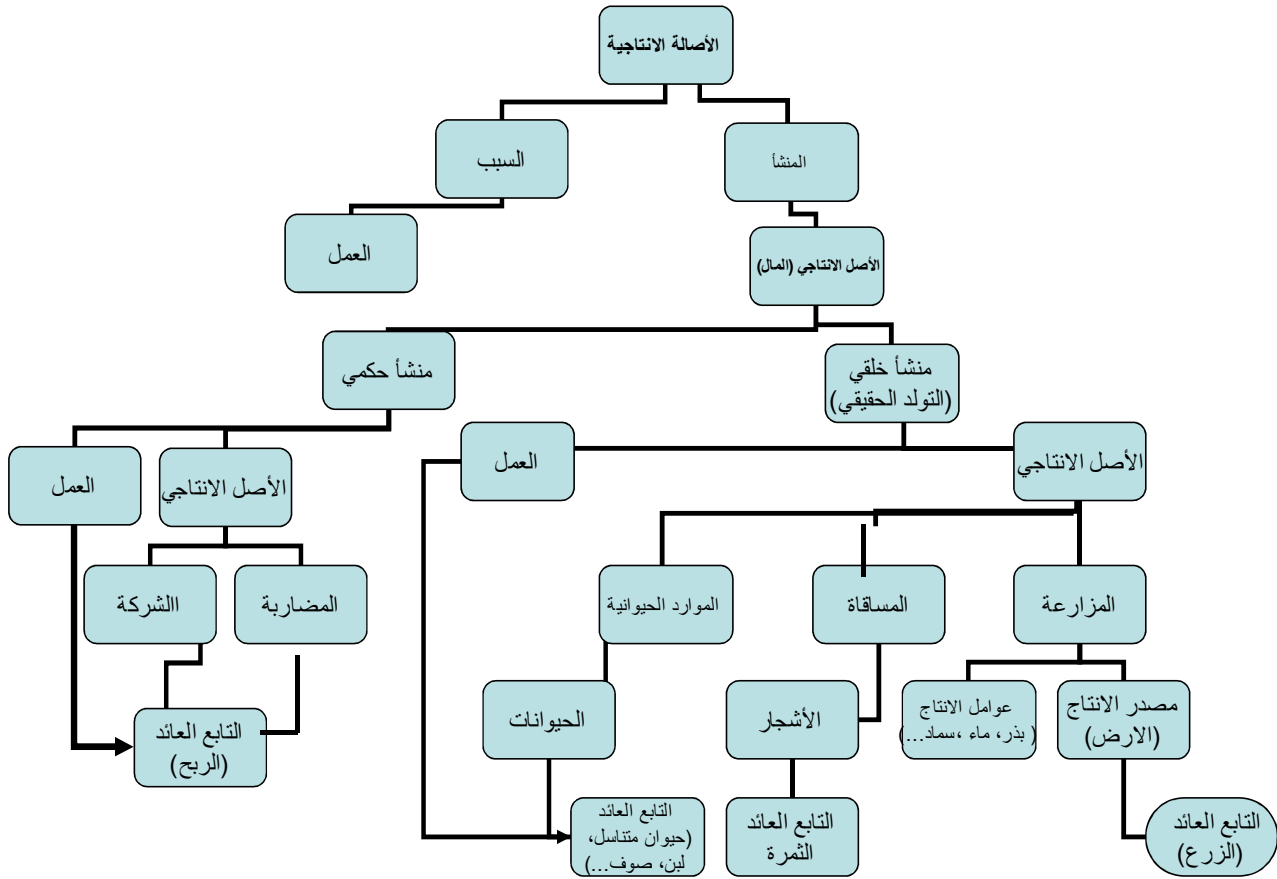 الأصالة الانتاجية
المنشأ
السبب
العمل
الأصل الانتاجي (المال)
منشأ خلقي
(التولد الحقيقي)
منشأ حكمي
الأصل الانتاجي
العمل
الأصل الانتاجي
العمل
المزارعة
المساقاة
الموارد الحيوانية
المضاربة
االشركة
مصدر الانتاج
(الارض)
عوامل الانتاج
( بذر، ماء ،سماد...)
الأشجار
الحيوانات
التابع العائد
(الربح)
التابع العائد
(الزرع)
التابع العائد
الثمرة
التابع العائد
(حيوان متناسل،
لبن، صوف...)